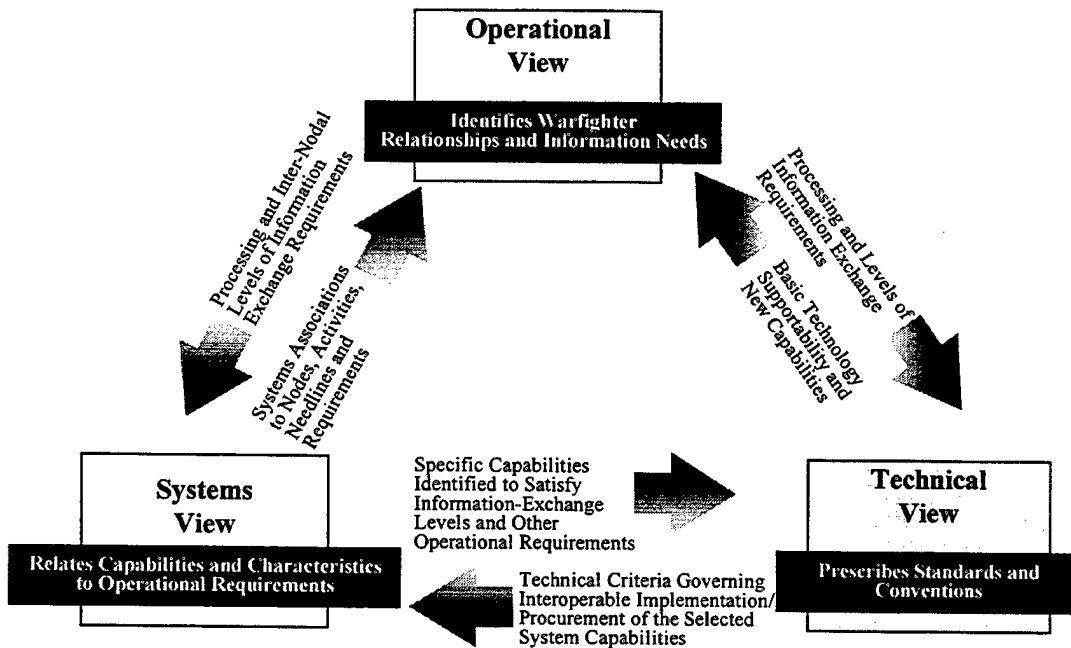 Operational
View
Identifies Warfighter
Relationships and Information Needs
Processing and Inter-Nodal
Levels of Information
Exchange Requirements
Systems Associations
to Nodes, Activities,
Needlines and
Requirements
Processing and Levels of
Information Exchange
Requirements
Basic Technology
Supportability and
New Capabilities
Systems
View
Relates Capabilities and Characteristics
to Operational Requirements
Specific Capabilities
Identified to Satisfy
Information-Exchange
Levels and Other
Operational Requirements
Technical Criteria Governing
Interoperable Implementation/
Procurement of the Selected
System Capabilities
Technical
View
Prescribes Standards and
Conventions